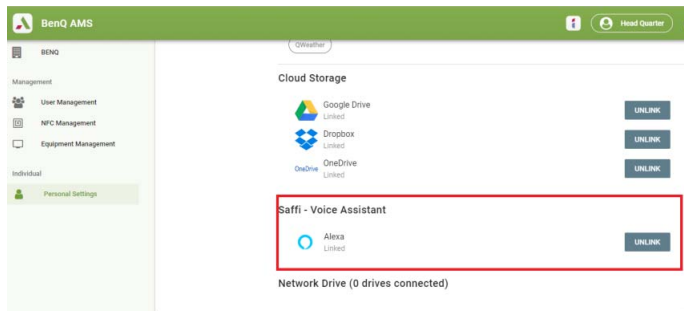 BenQ AMS
Head Quarter
BENQ
Management
User Management
NFC Management
Equipment Management
Individual
Personal Settings
QWeather
Cloud Storage
Google Drive
Linked
UNLINK
Dropbox
Linked
UNLINK
OneDrive
OneDrive
Linked
UNLINK
Saffi - Voice Assistant
Alexa
Linked
UNLINK
Network Drive (0 drives connected)